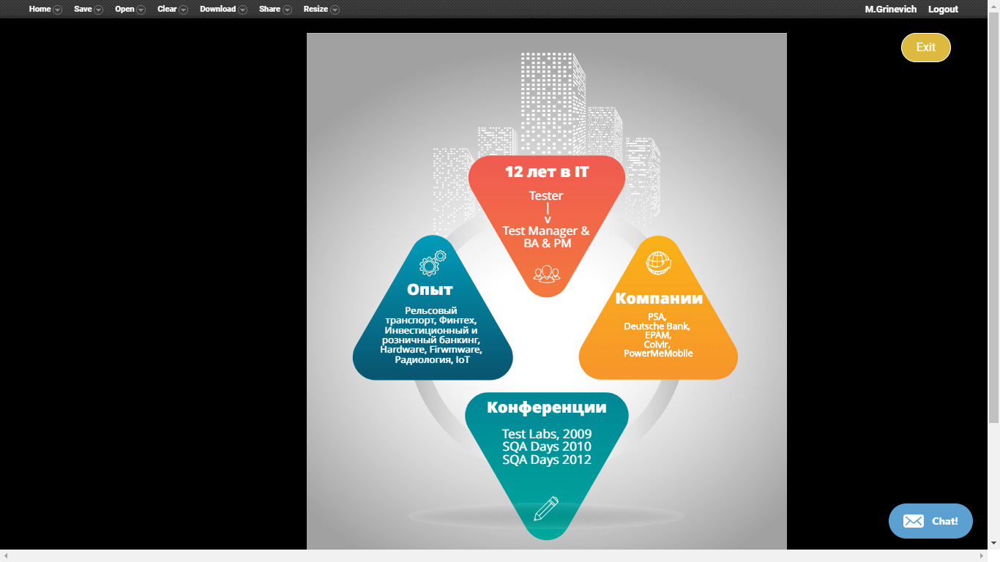 Home Save Open Clear Download Share Resize M.Grinevich Logout
Exit
12 лет в IT
Tester
|
v
Test Manager &
BA & PM
Опыт
Рельсовый
транспорт, Финтех,
Инвестиционный и
розничный банкинг,
Hardware, Firwmware,
Радиология, IoT
Компании
PSA,
Deutsche Bank,
EPAM,
Colvir,
PowerMeMobile
Конференции
Test Labs, 2009
SQA Days 2010
SQA Days 2012
Chat!